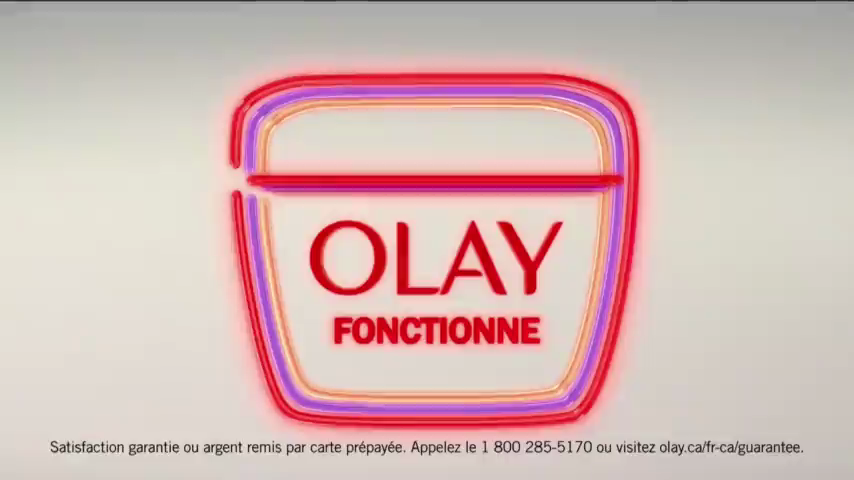 OLAY
FONCTIONNE
Satisfaction garantie ou argent remis par carte prépayée. Appelez le 1 800 285-5170 ou visitez olay.ca/fr-ca/guarantee.